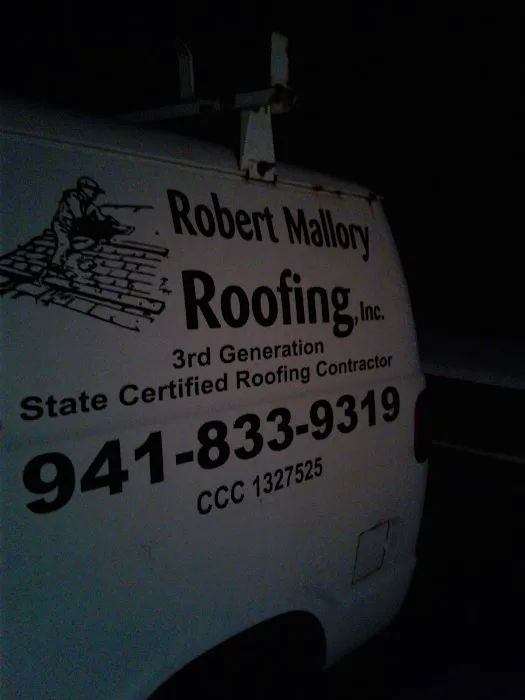 Robert Mallory
Roofing, Inc.
3rd Generation
State Certified Roofing Contractor
941-833-9319
CCC 1327525